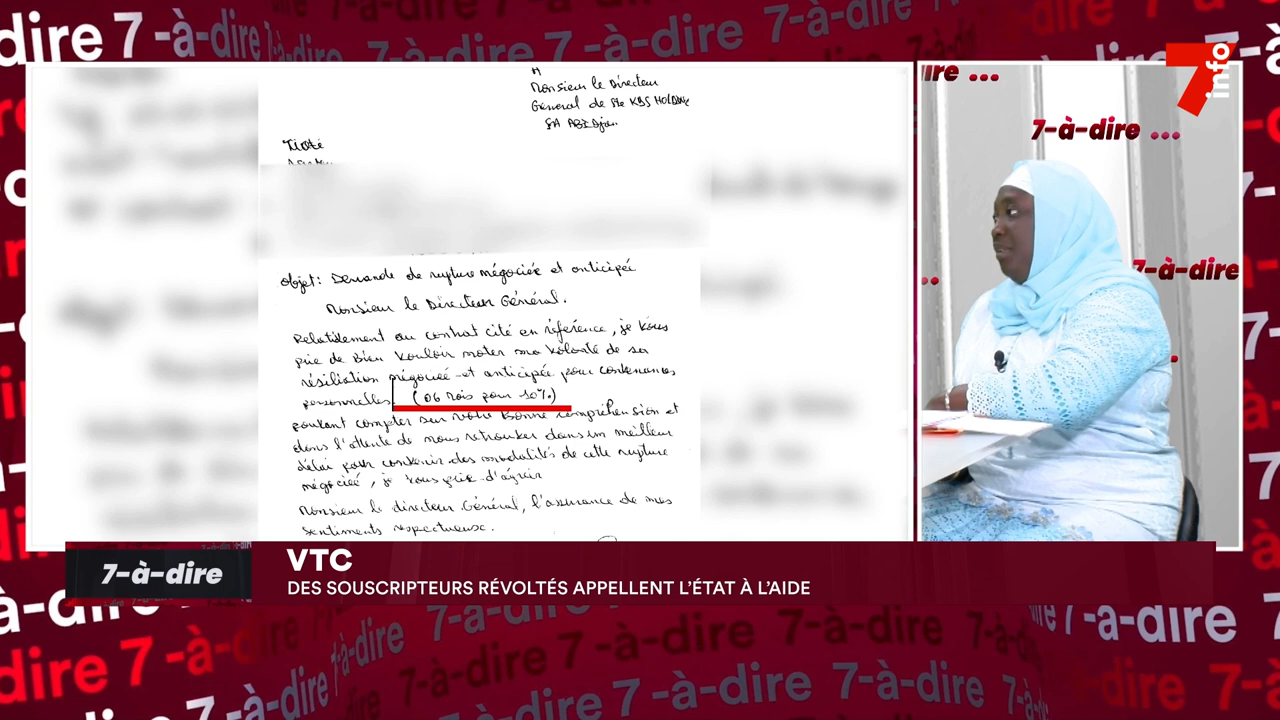 A
Monsieur le Directeur
Général de Sté KBS HOLDING
SA ABIDJan
Objet: Demande de rupture négociée et anticipée
Monsieur le Directeur Général.
Relativement au contrat cité en référence, je vous
prie de bien vouloir noter ma volonté de sa
résiliation négociée et anticipée pour convenances
personnelles. (06 mois pour 10%)
pouvant compter sur votre bonne compréhension et
dans l'attente de nous retrouver dans un meilleur
délai pour convenir des modalités de cette rupture
négociée, je vous prie d'agréer
Monsieur le directeur Général, l'assurance de mes
sentiments respectueuse.
7 info
7-à-dire ...
7-à-dire
7-à-dire
VTC
DES SOUSCRIPTEURS RÉVOLTÉS APPELLENT L'ÉTAT À L'AIDE